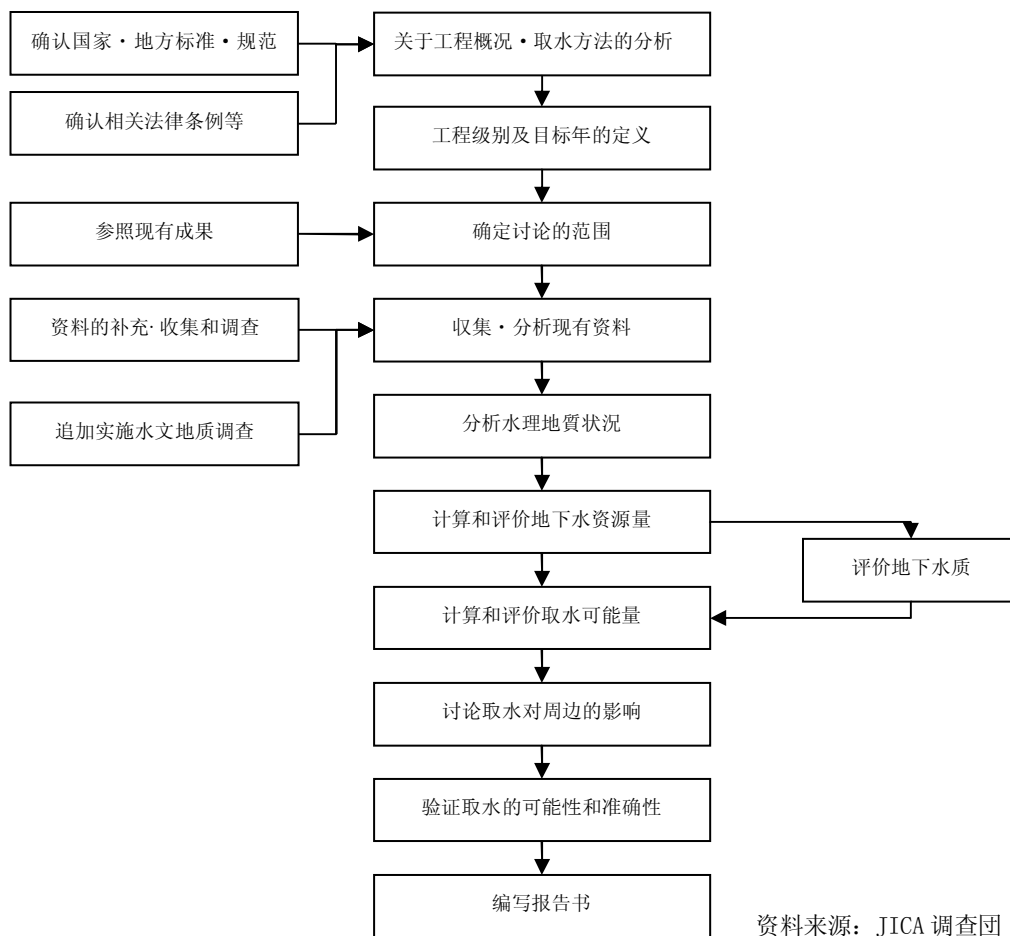 确认国家·地方标准·规范
关于工程概况·取水方法的分析
确认相关法律条例等
工程级别及目标年的定义
参照现有成果
确定讨论的范围
资料的补充·收集和调查
收集·分析现有资料
追加实施水文地质调查
分析水理地質状况
计算和评价地下水资源量
评价地下水质
计算和评价取水可能量
讨论取水对周边的影响
验证取水的可能性和准确性
编写报告书
资料来源：JICA 调查团